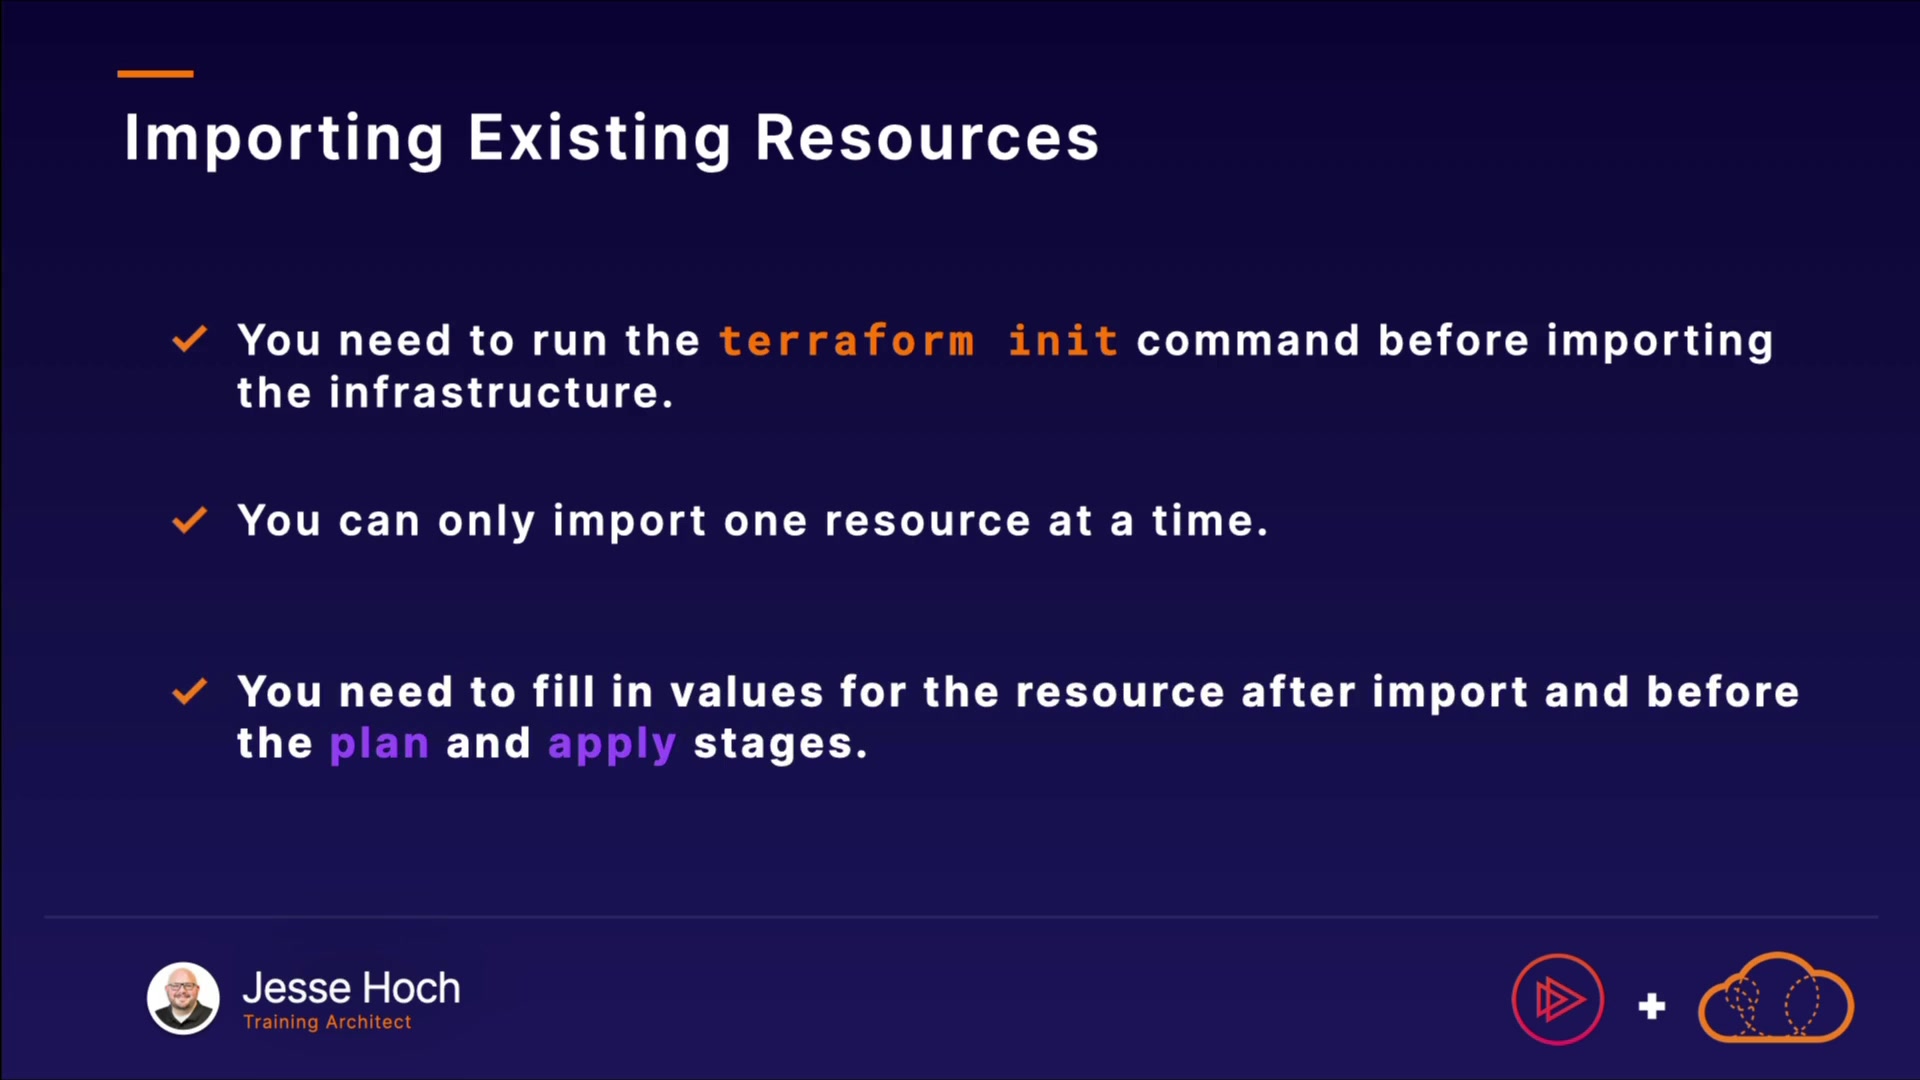 Importing Existing Resources
You need to run the terraform init command before importing
the infrastructure.
You can only import one resource at a time.
You need to fill in values for the resource after import and before
the plan and apply stages.
Jesse Hoch
Training Architect